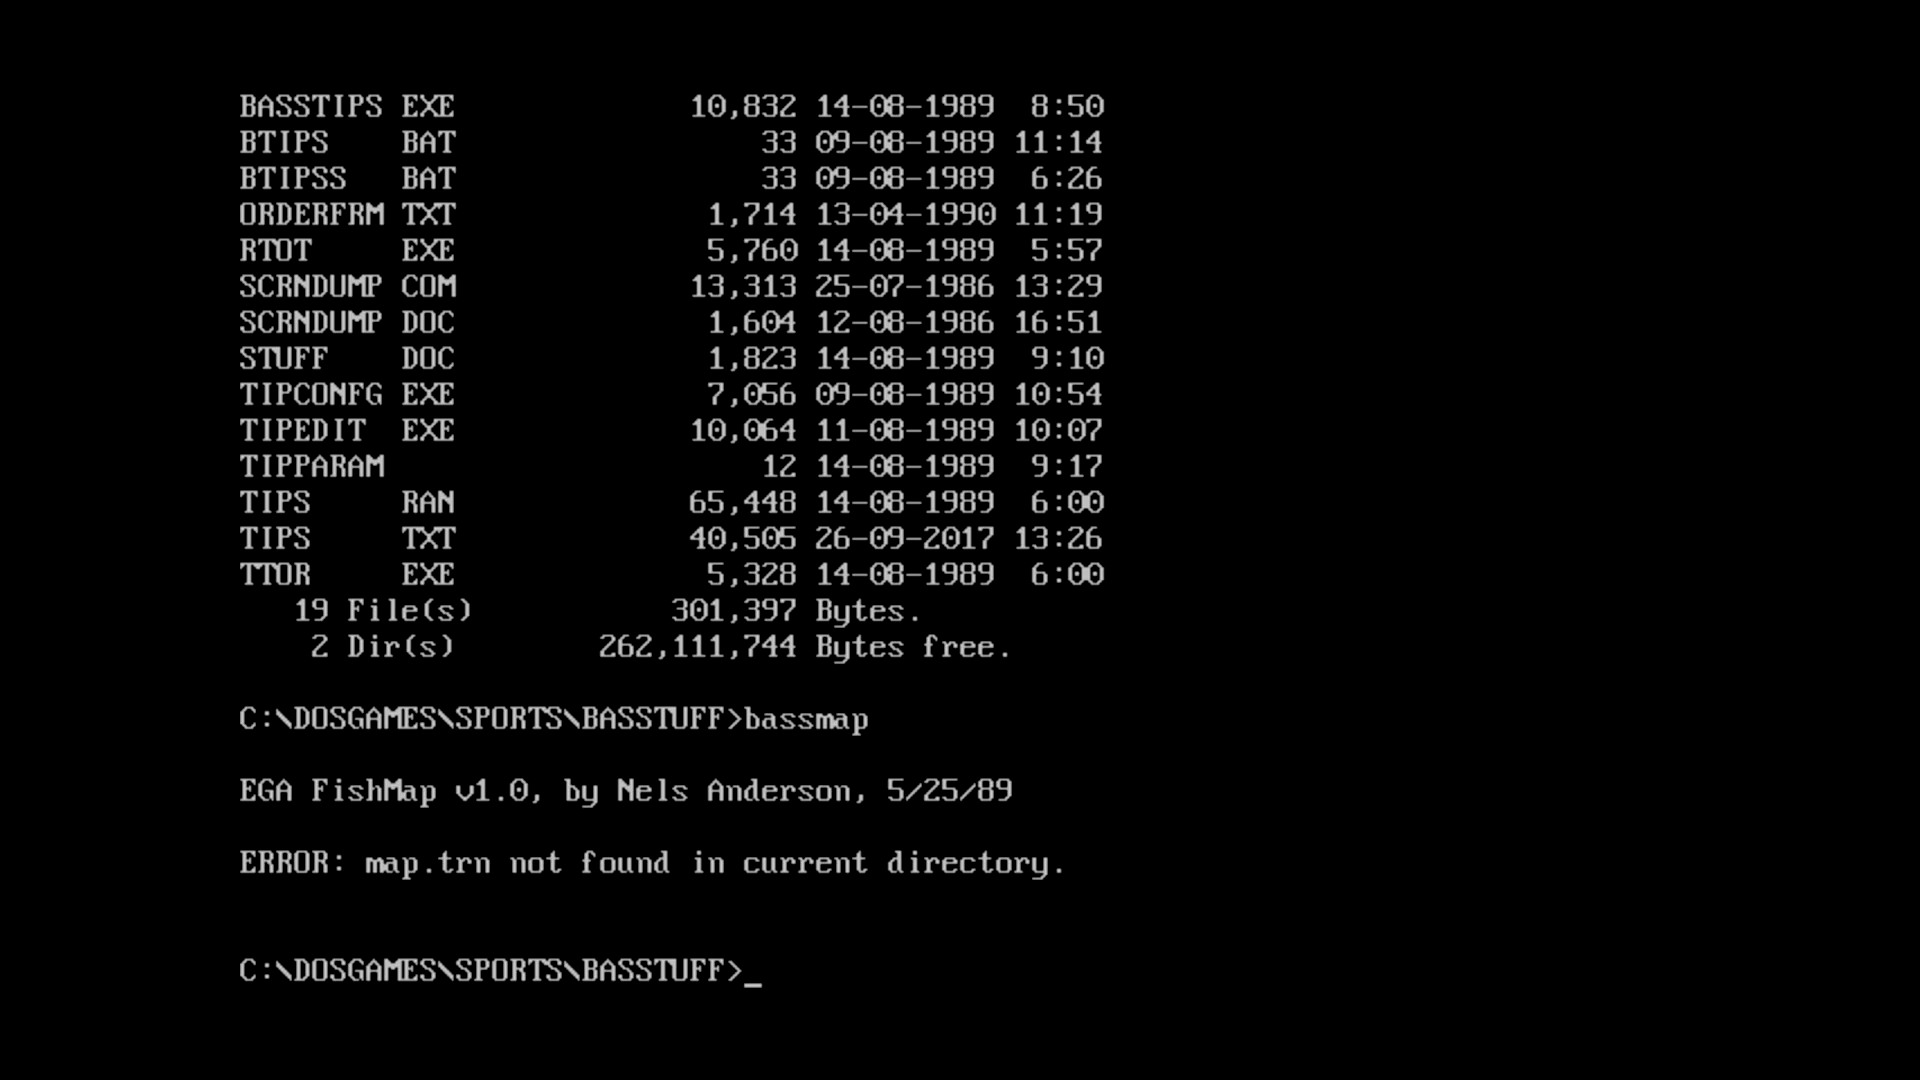 BASSTIPS EXE 10,832 14-08-1989 8:50
BTIPS BAT 33 09-08-1989 11:14
BTIPSS BAT 33 09-08-1989 6:26
ORDERFRM TXT 1,714 13-04-1990 11:19
RTOT EXE 5,760 14-08-1989 5:57
SCRNDUMP COM 13,313 25-07-1986 13:29
SCRNDUMP DOC 1,604 12-08-1986 16:51
STUFF DOC 1,823 14-08-1989 9:10
TIPCONFG EXE 7,056 09-08-1989 10:54
TIPEDIT EXE 10,064 11-08-1989 10:07
TIPPARAM 12 14-08-1989 9:17
TIPS RAN 65,448 14-08-1989 6:00
TIPS TXT 40,505 26-09-2017 13:26
TTOR EXE 5,328 14-08-1989 6:00
19 File(s) 301,397 Bytes.
2 Dir(s) 262,111,744 Bytes free.
C:\DOSGAMES\SPORTS\BASSTUFF>bassmap
EGA FishMap v1.0, by Nels Anderson, 5/25/89
ERROR: map.trn not found in current directory.
C:\DOSGAMES\SPORTS\BASSTUFF>_